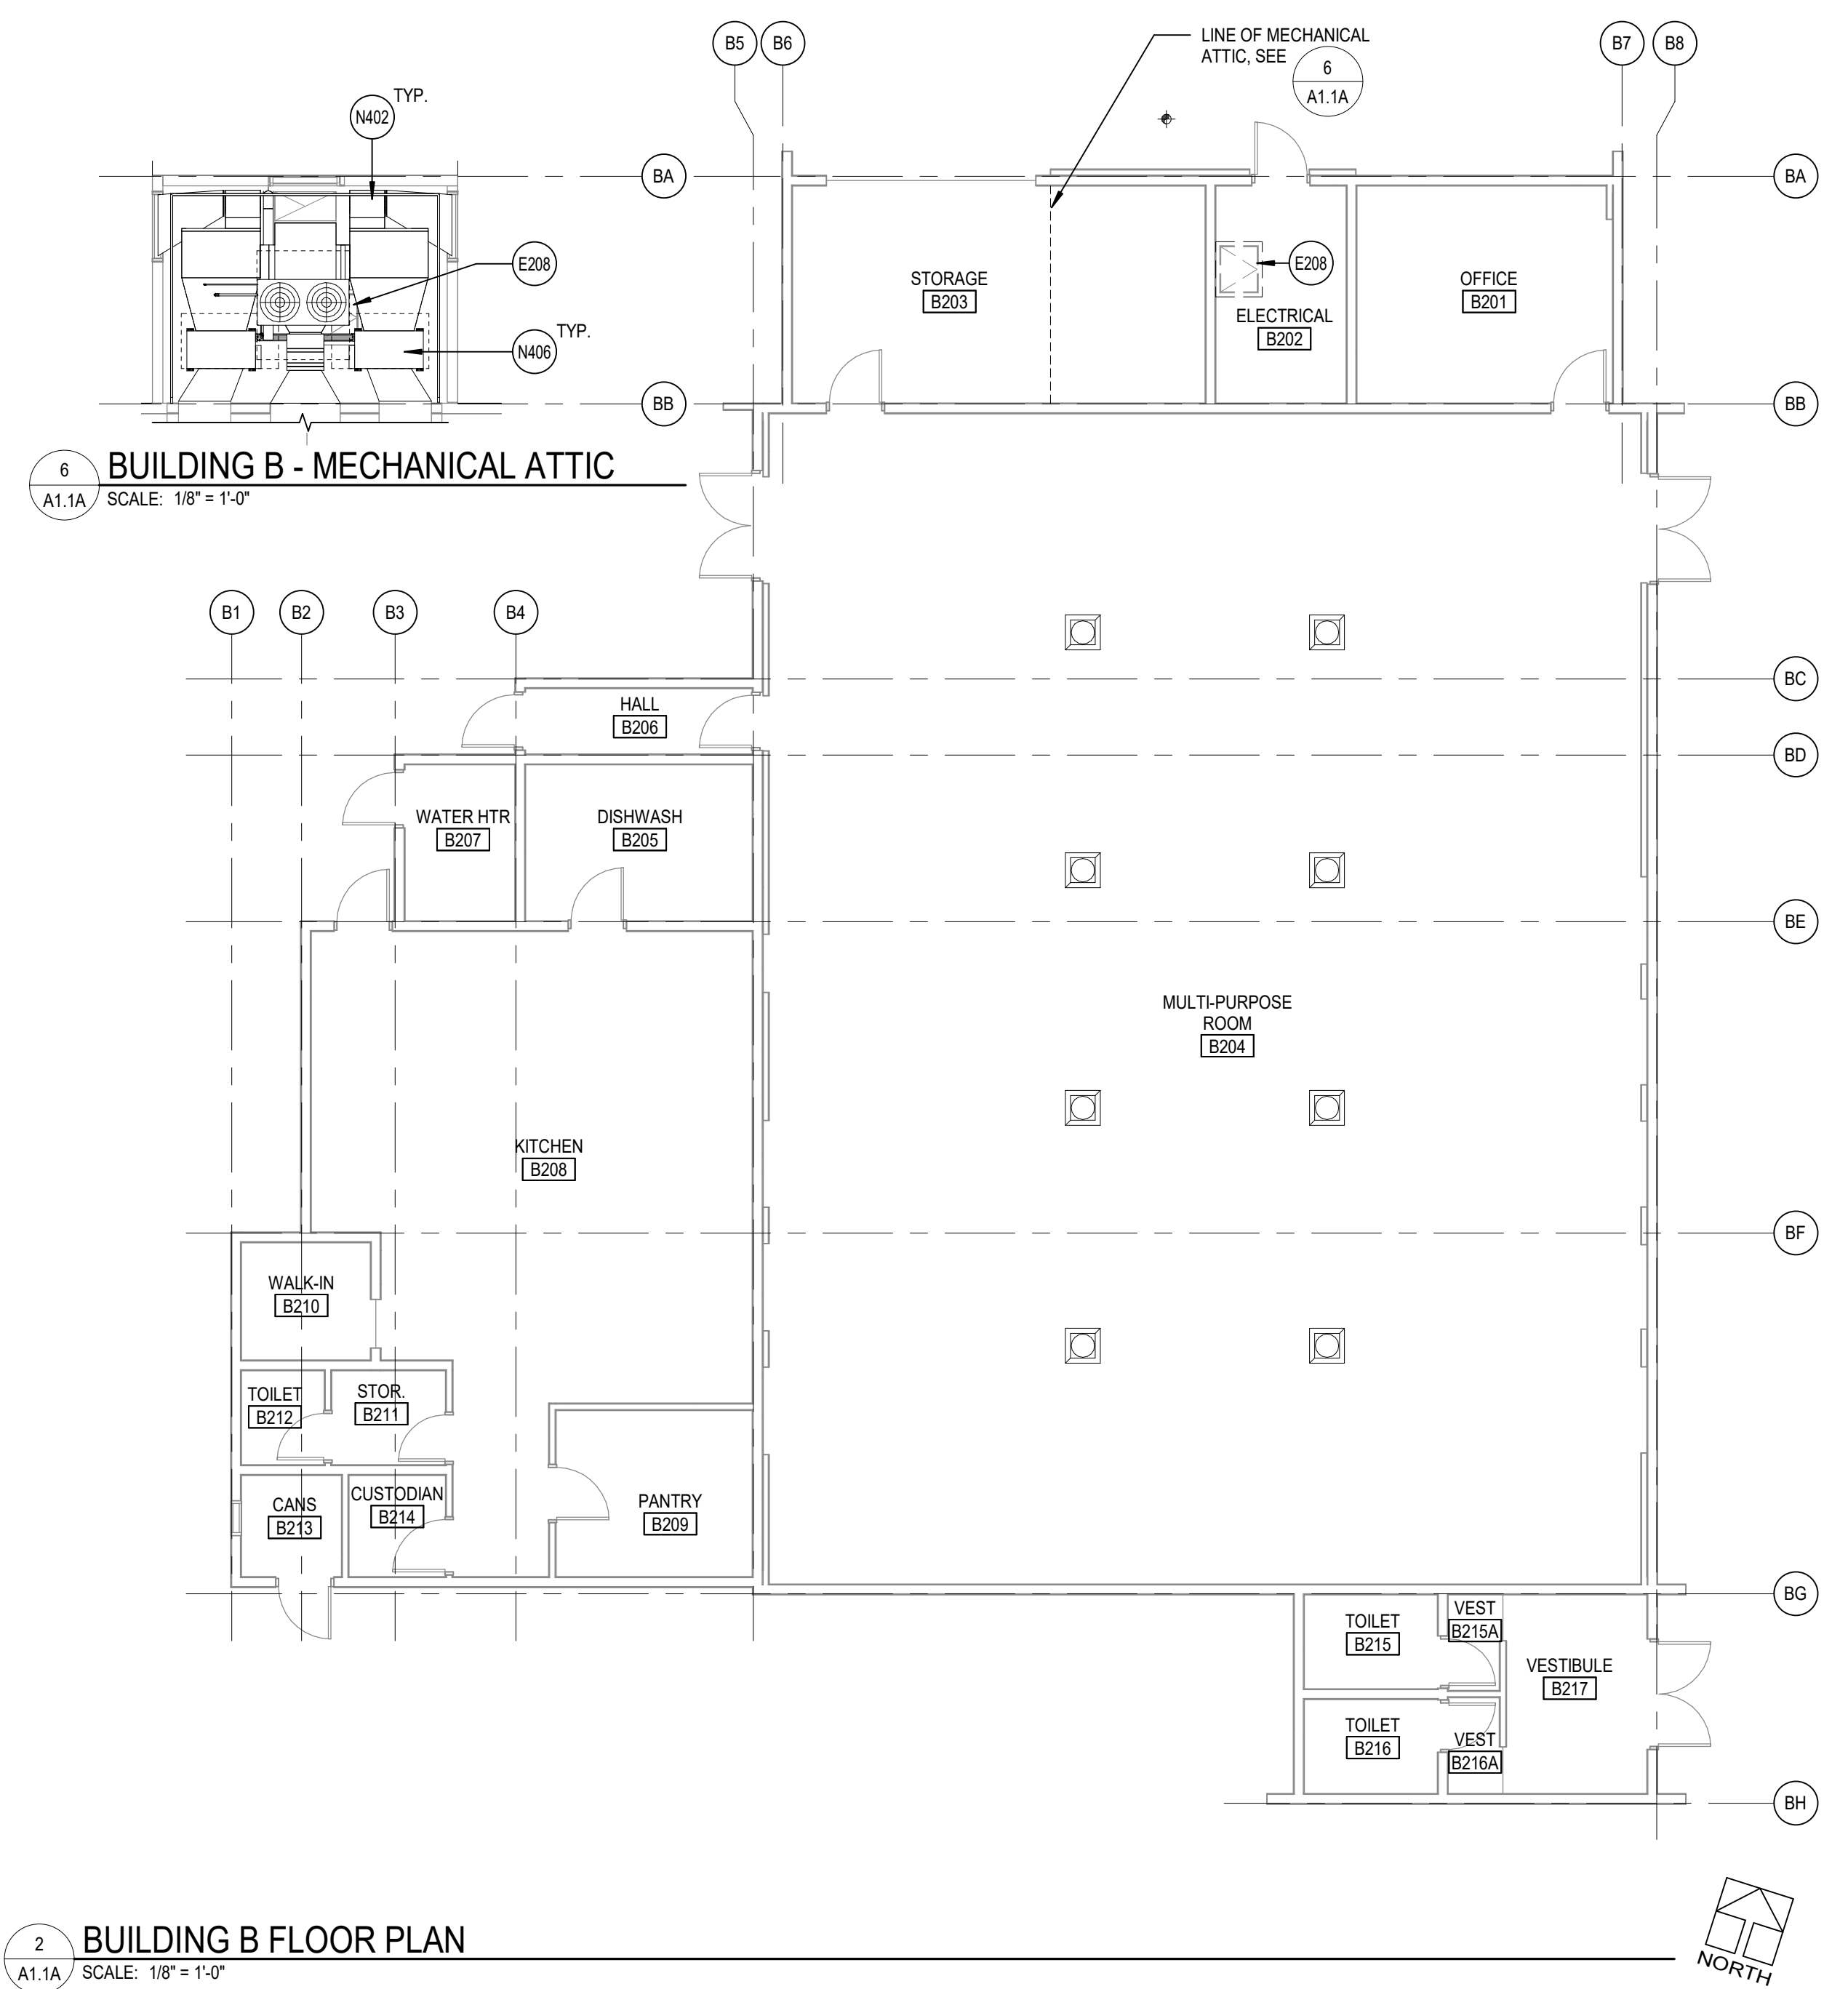 B5
B6
B7
B8
LINE OF MECHANICAL
ATTIC, SEE
6
A1.1A
TYP.
N402
BA
BA
E208
E208
STORAGE
B203
ELECTRICAL
B202
OFFICE
B201
TYP.
N406
BB
BB
6
A1.1A
BUILDING B - MECHANICAL ATTIC
SCALE: 1/8" = 1'-0"
B1
B2
B3
B4
BC
HALL
B206
BD
WATER HTR
B207
DISHWASH
B205
BE
MULTI-PURPOSE
ROOM
B204
KITCHEN
B208
BF
WALK-IN
B210
TOILET
B212
STOR.
B211
CANS
B213
CUSTODIAN
B214
PANTRY
B209
BG
TOILET
B215
VEST
B215A
VESTIBULE
B217
TOILET
B216
VEST
B216A
BH
2
A1.1A
BUILDING B FLOOR PLAN
SCALE: 1/8" = 1'-0"
NORTH